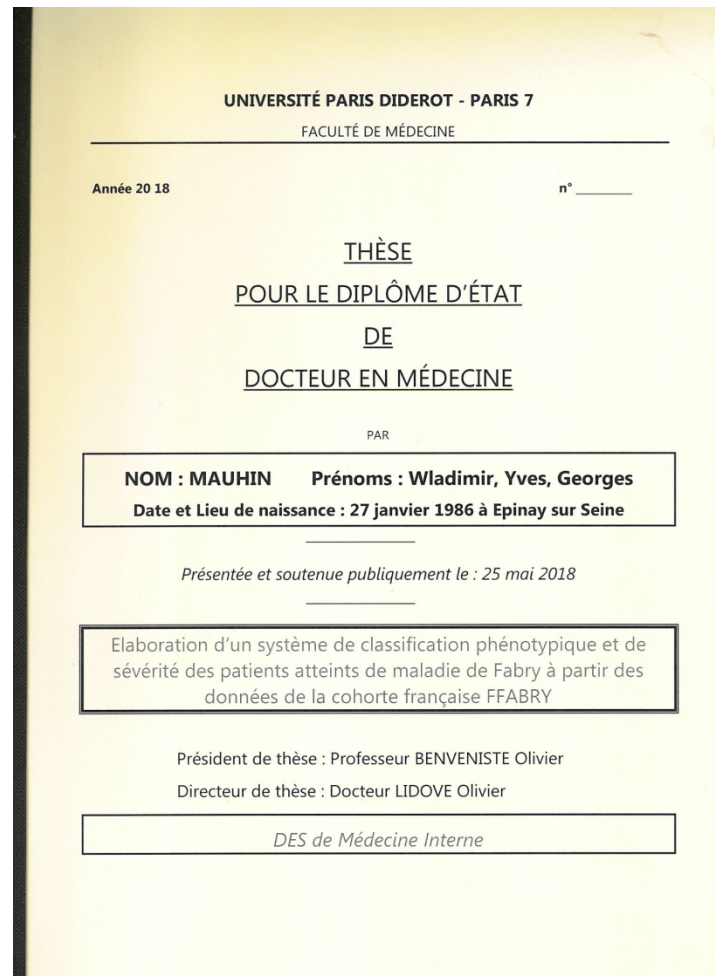 UNIVERSITÉ PARIS DIDEROT - PARIS 7
FACULTÉ DE MÉDECINE
Année 20 18 n° ________
THÈSE
POUR LE DIPLÔME D'ÉTAT
DE
DOCTEUR EN MÉDECINE
PAR
NOM : MAUHIN Prénoms : Wladimir, Yves, Georges
Date et Lieu de naissance : 27 janvier 1986 à Epinay sur Seine
Présentée et soutenue publiquement le : 25 mai 2018
Elaboration d'un système de classification phénotypique et de
sévérité des patients atteints de maladie de Fabry à partir des
données de la cohorte française FFABRY
Président de thèse : Professeur BENVENISTE Olivier
Directeur de thèse : Docteur LIDOVE Olivier
DES de Médecine Interne